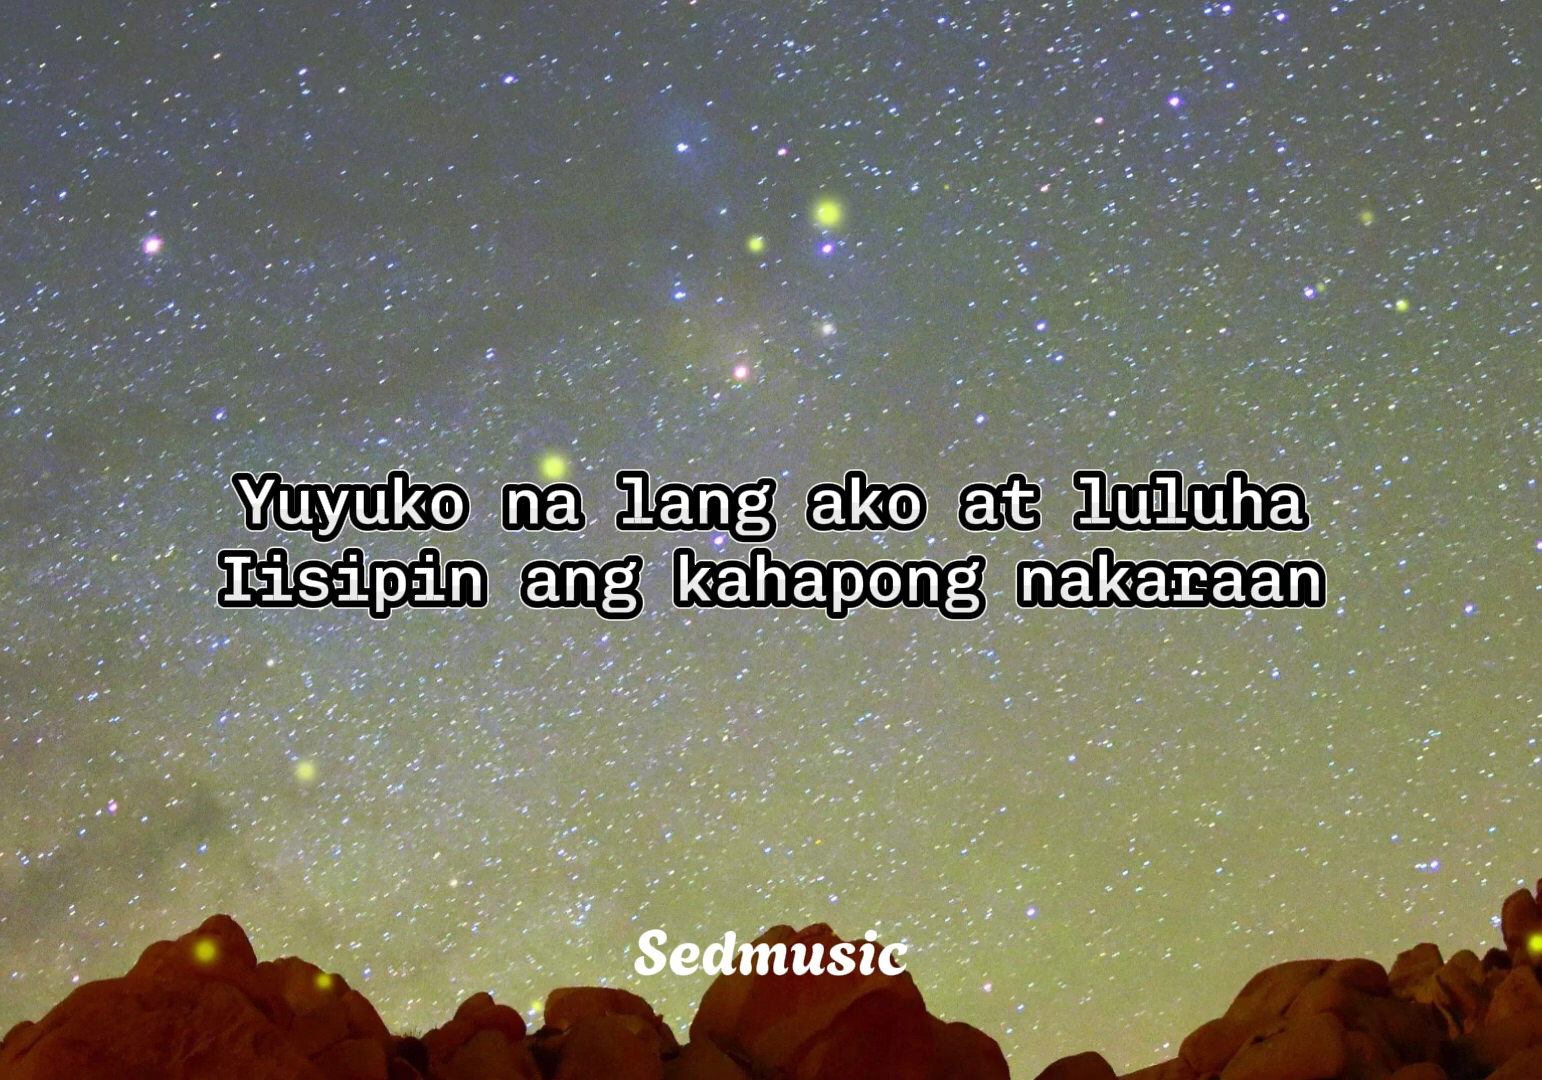 Yuyuko na lang ako at luluha
Iisipin ang kahapong nakaraan
Sedmusic